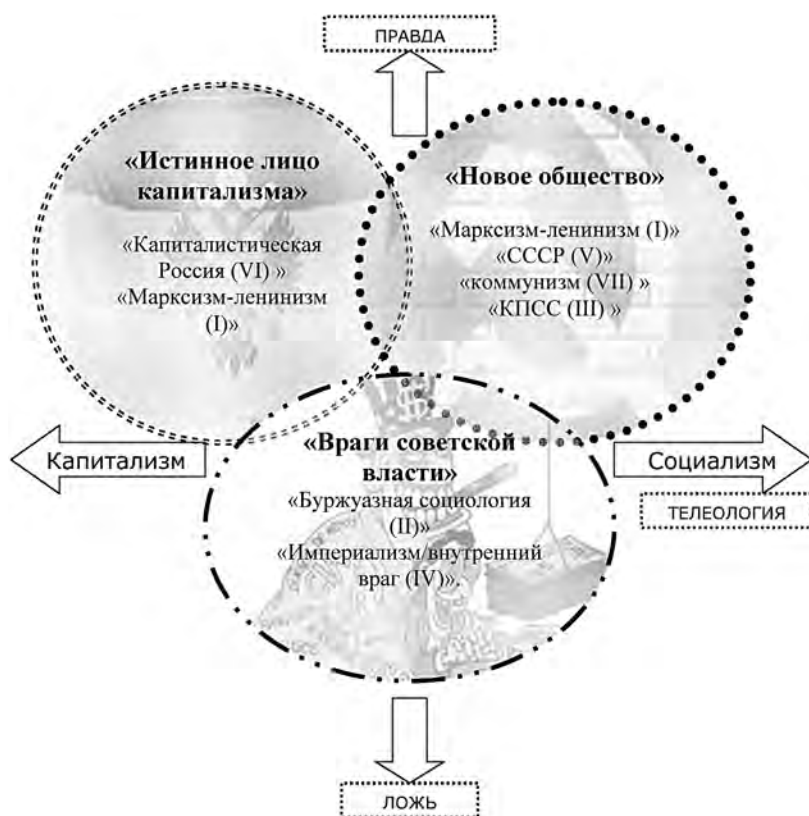 ПРАВДА
«Истинное лицо
капитализма»
«Капиталистическая
Россия (VI) »
«Марксизм-ленинизм
(I)»
«Новое общество»
«Марксизм-ленинизм (I)»
«СССР (V)»
«коммунизм (VII) »
«КПСС (III) »
Капитализм
«Враги советской
власти»
«Буржуазная социология
(II)»
«Империализм/внутренний
враг (IV)».
$
Социализм
ТЕЛЕОЛОГИЯ
ЛОЖЬ